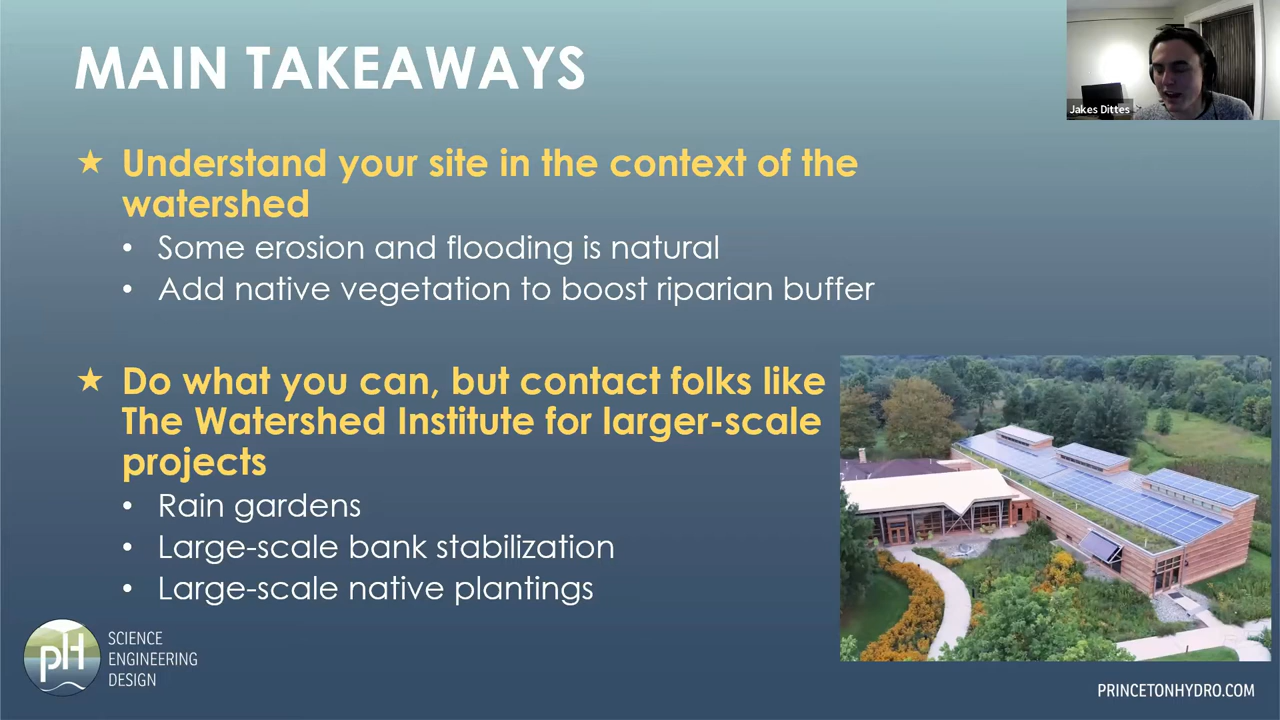 MAIN TAKEAWAYS
Jakes Dittes
★ Understand your site in the context of the
watershed
• Some erosion and flooding is natural
• Add native vegetation to boost riparian buffer
★ Do what you can, but contact folks like
The Watershed Institute for larger-scale
projects
• Rain gardens
• Large-scale bank stabilization
• Large-scale native plantings
pH
SCIENCE
ENGINEERING
DESIGN
PRINCETONHYDRO.COM